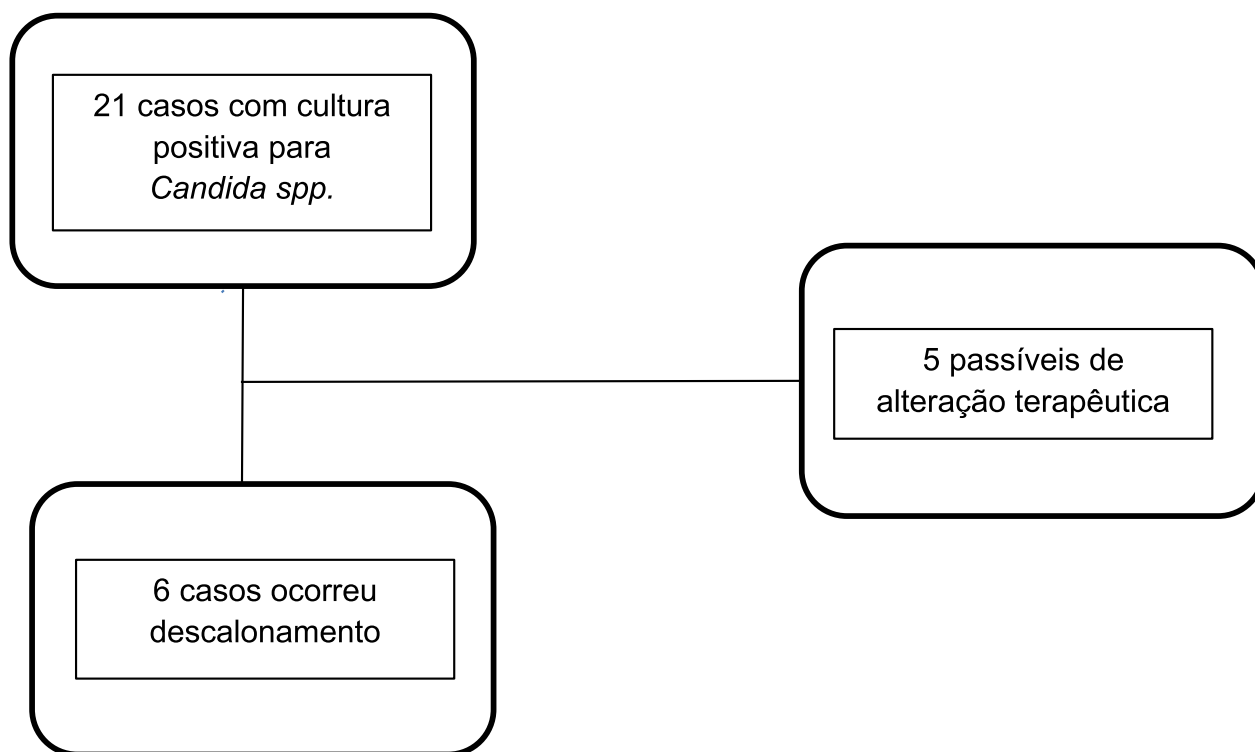 21 casos com cultura
positiva para
Candida spp.
5 passíveis de
alteração terapêutica
6 casos ocorreu
descalonamento